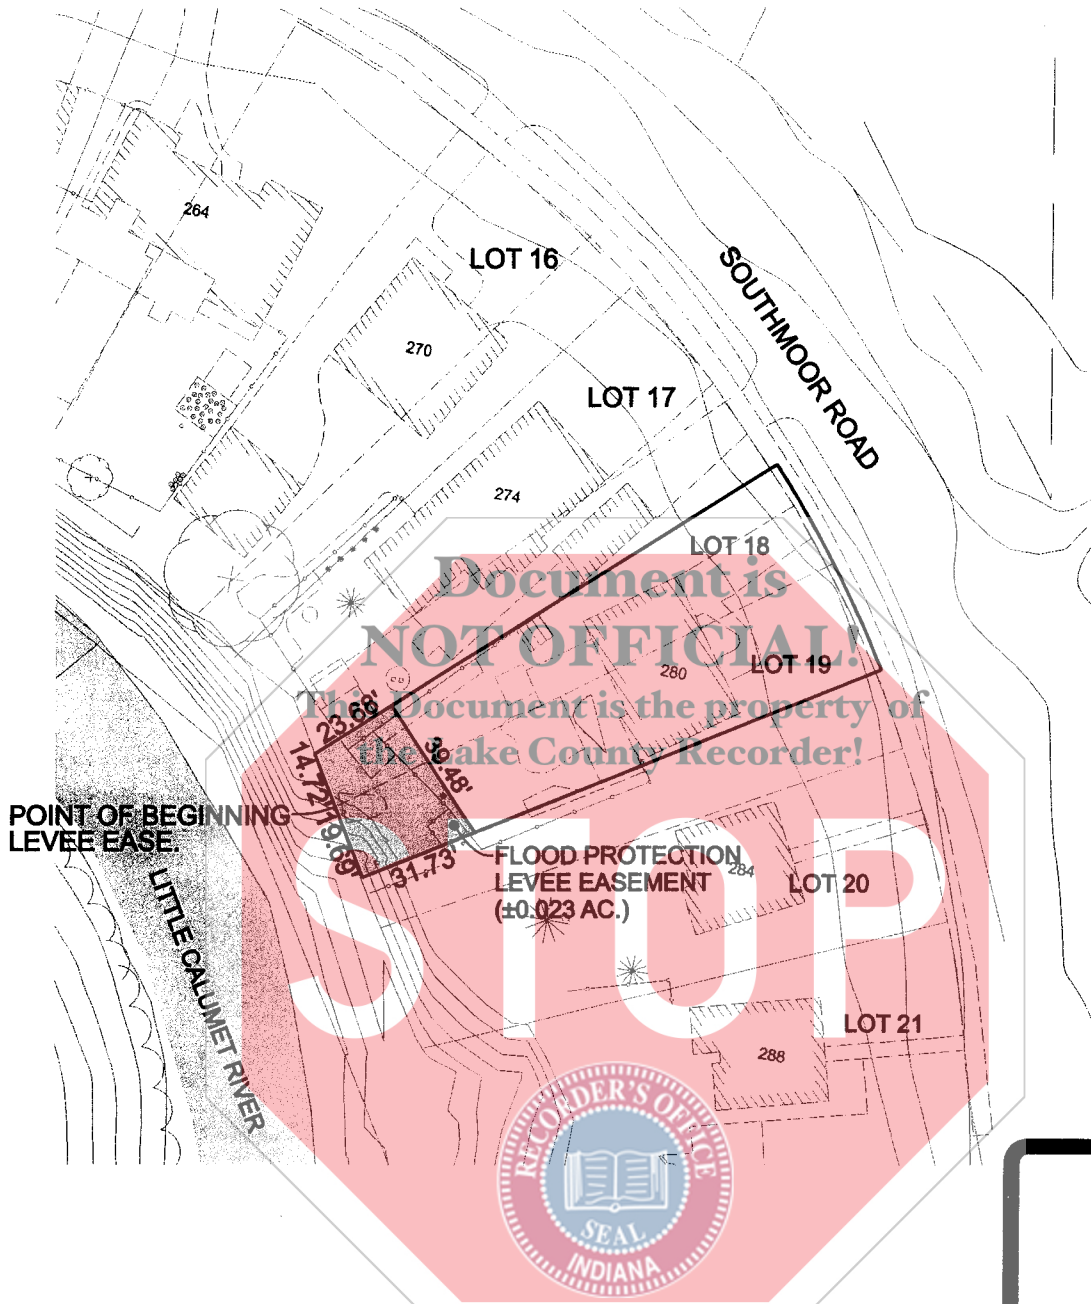 264
LOT 16
SOUTHMOOR ROAD
270
LOT 17
274
LOT 18
Document is
NOT OFFICIAL!
280
LOT 19
This Document is the property of
the Lake County Recorder!
23.68'
39.48'
14.72'
19.69'
31.73'
POINT OF BEGINNING
LEVEE EASE.
FLOOD PROTECTION
LEVEE EASEMENT
(±0.023 AC.)
284
LOT 20
LITTLE CALUMET RIVER
STOP
LOT 21
288
RECORDER'S OFFICE
SEAL
INDIANA